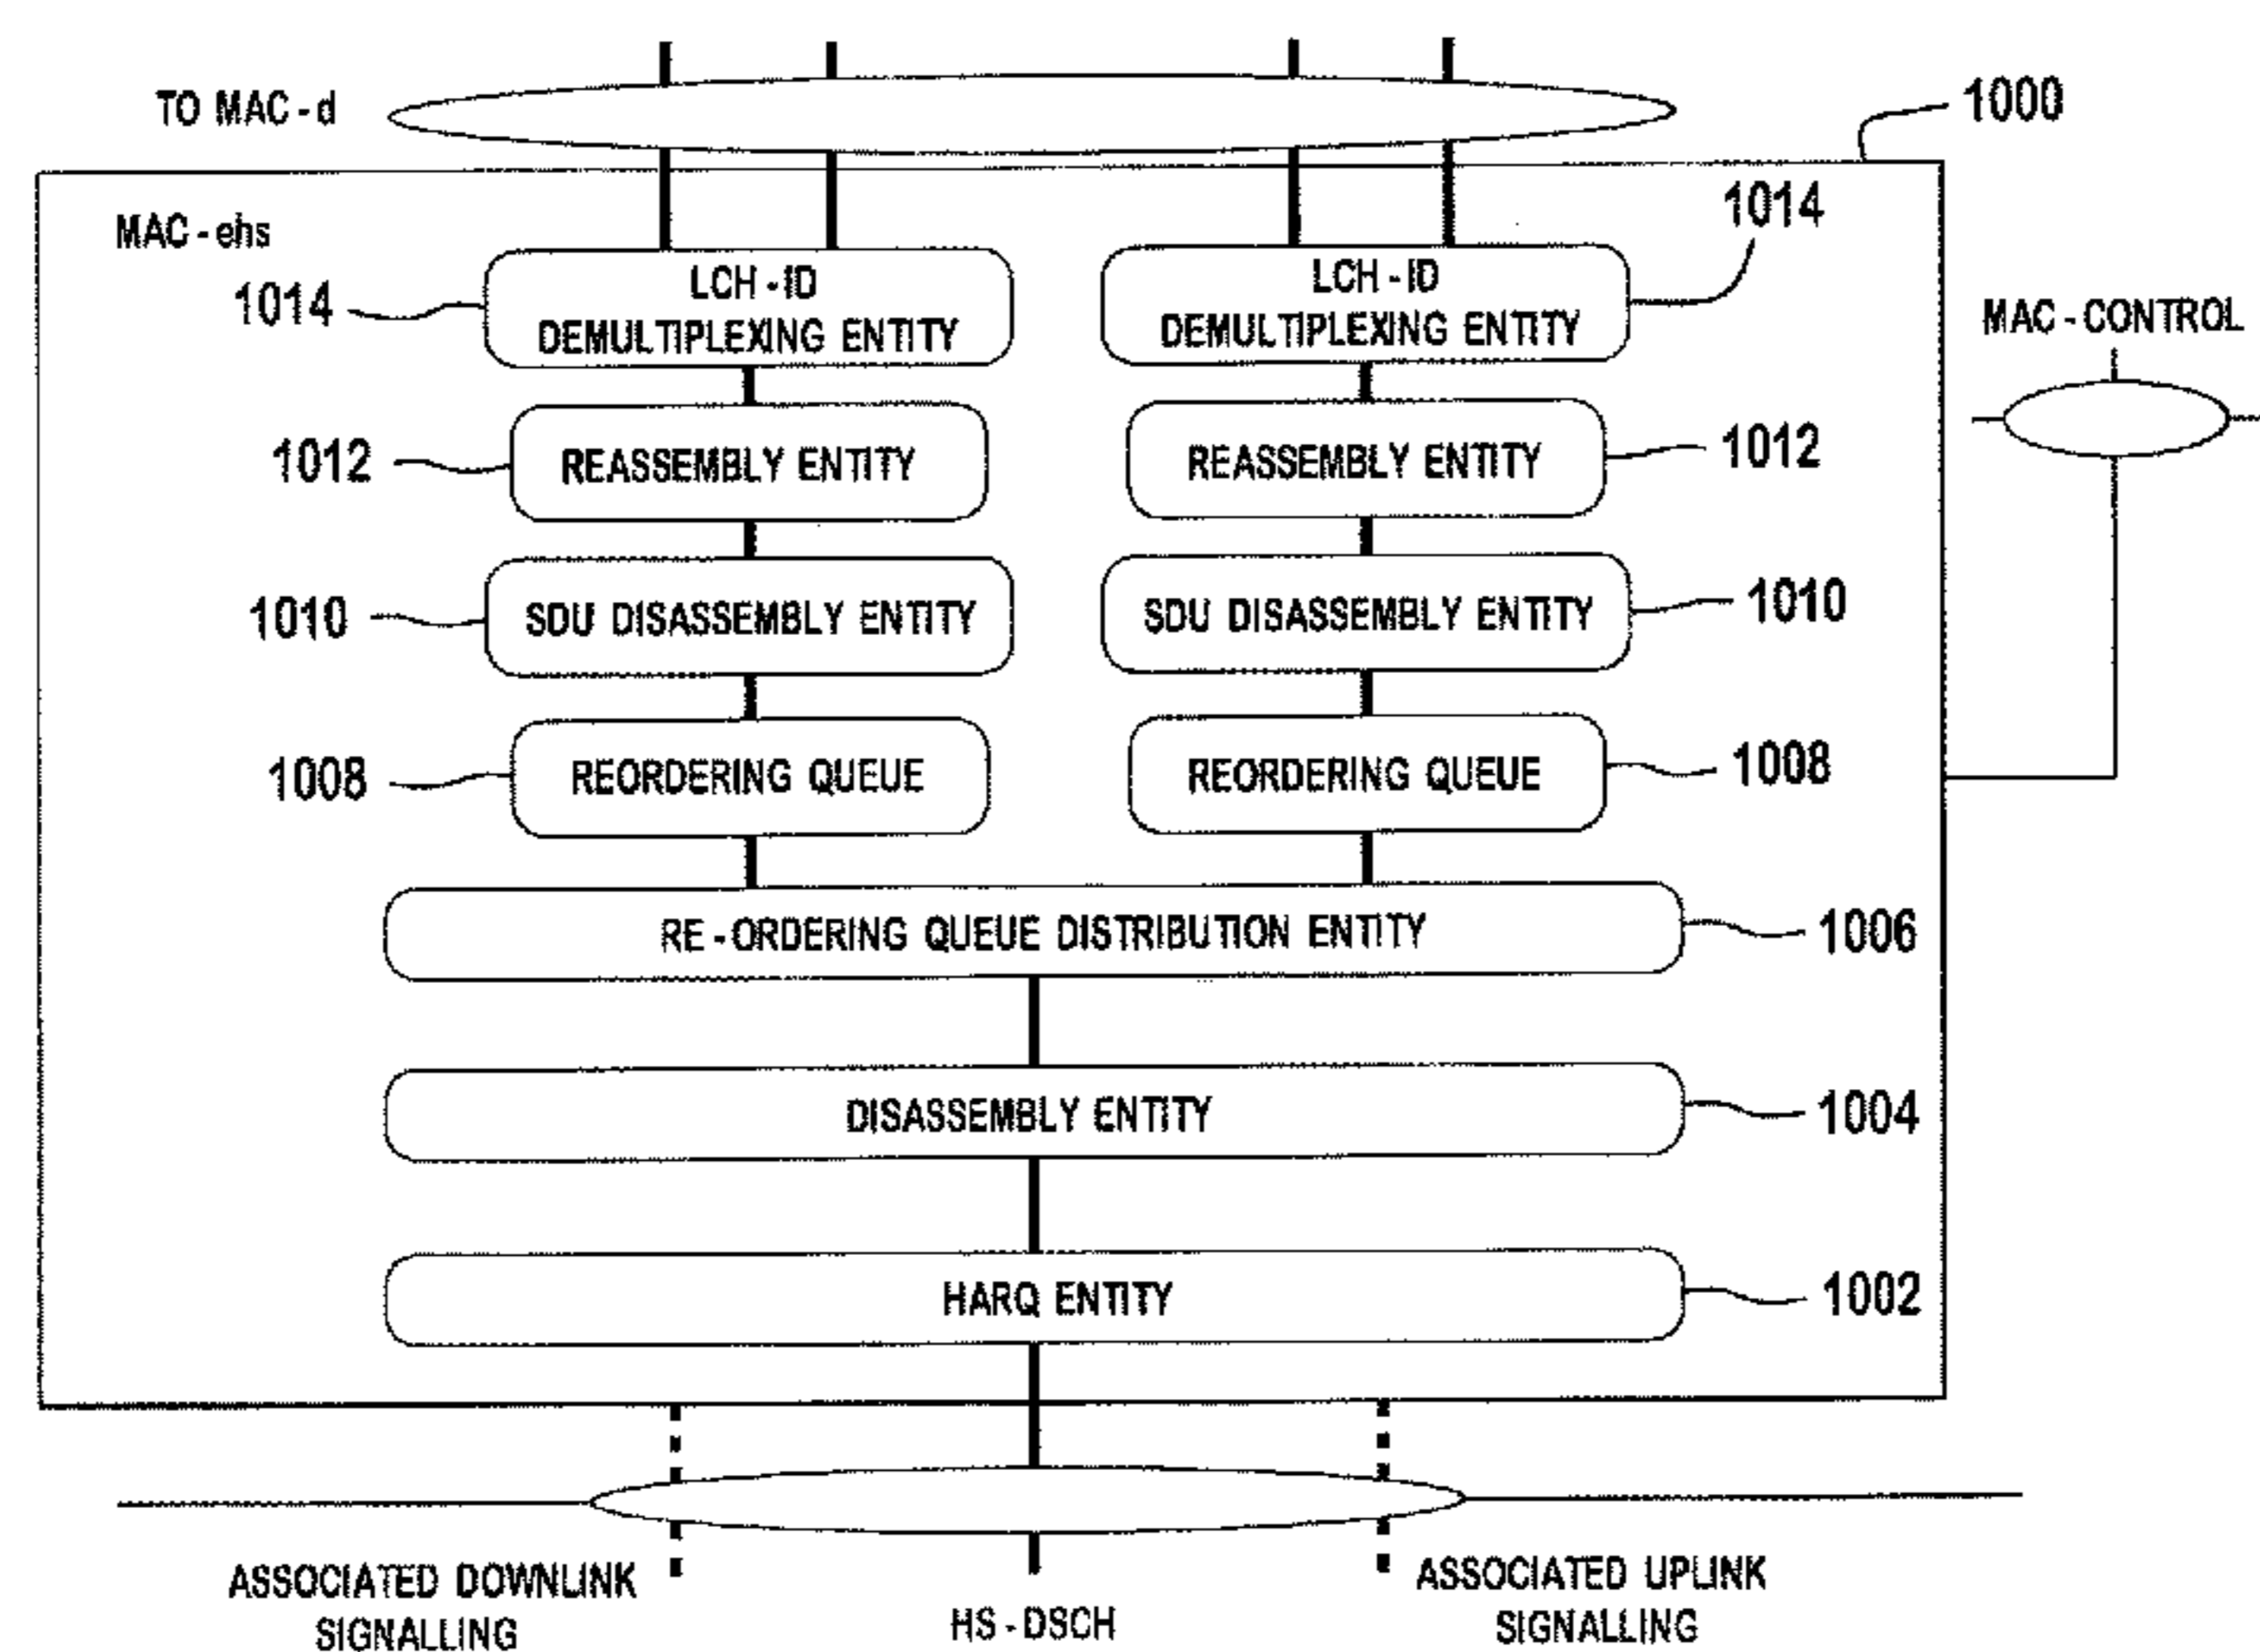 TO MAC-d
1000
MAC-ehs
1014
LCH-ID
DEMULTIPLEXING ENTITY
LCH-ID
DEMULTIPLEXING ENTITY
1014
MAC-CONTROL
1012
REASSEMBLY ENTITY
REASSEMBLY ENTITY
1012
1010
SDU DISASSEMBLY ENTITY
SDU DISASSEMBLY ENTITY
1010
1008
REORDERING QUEUE
REORDERING QUEUE
1008
RE-ORDERING QUEUE DISTRIBUTION ENTITY
1006
DISASSEMBLY ENTITY
1004
HARQ ENTITY
1002
ASSOCIATED DOWNLINK
SIGNALLING
HS-DSCH
ASSOCIATED UPLINK
SIGNALLING